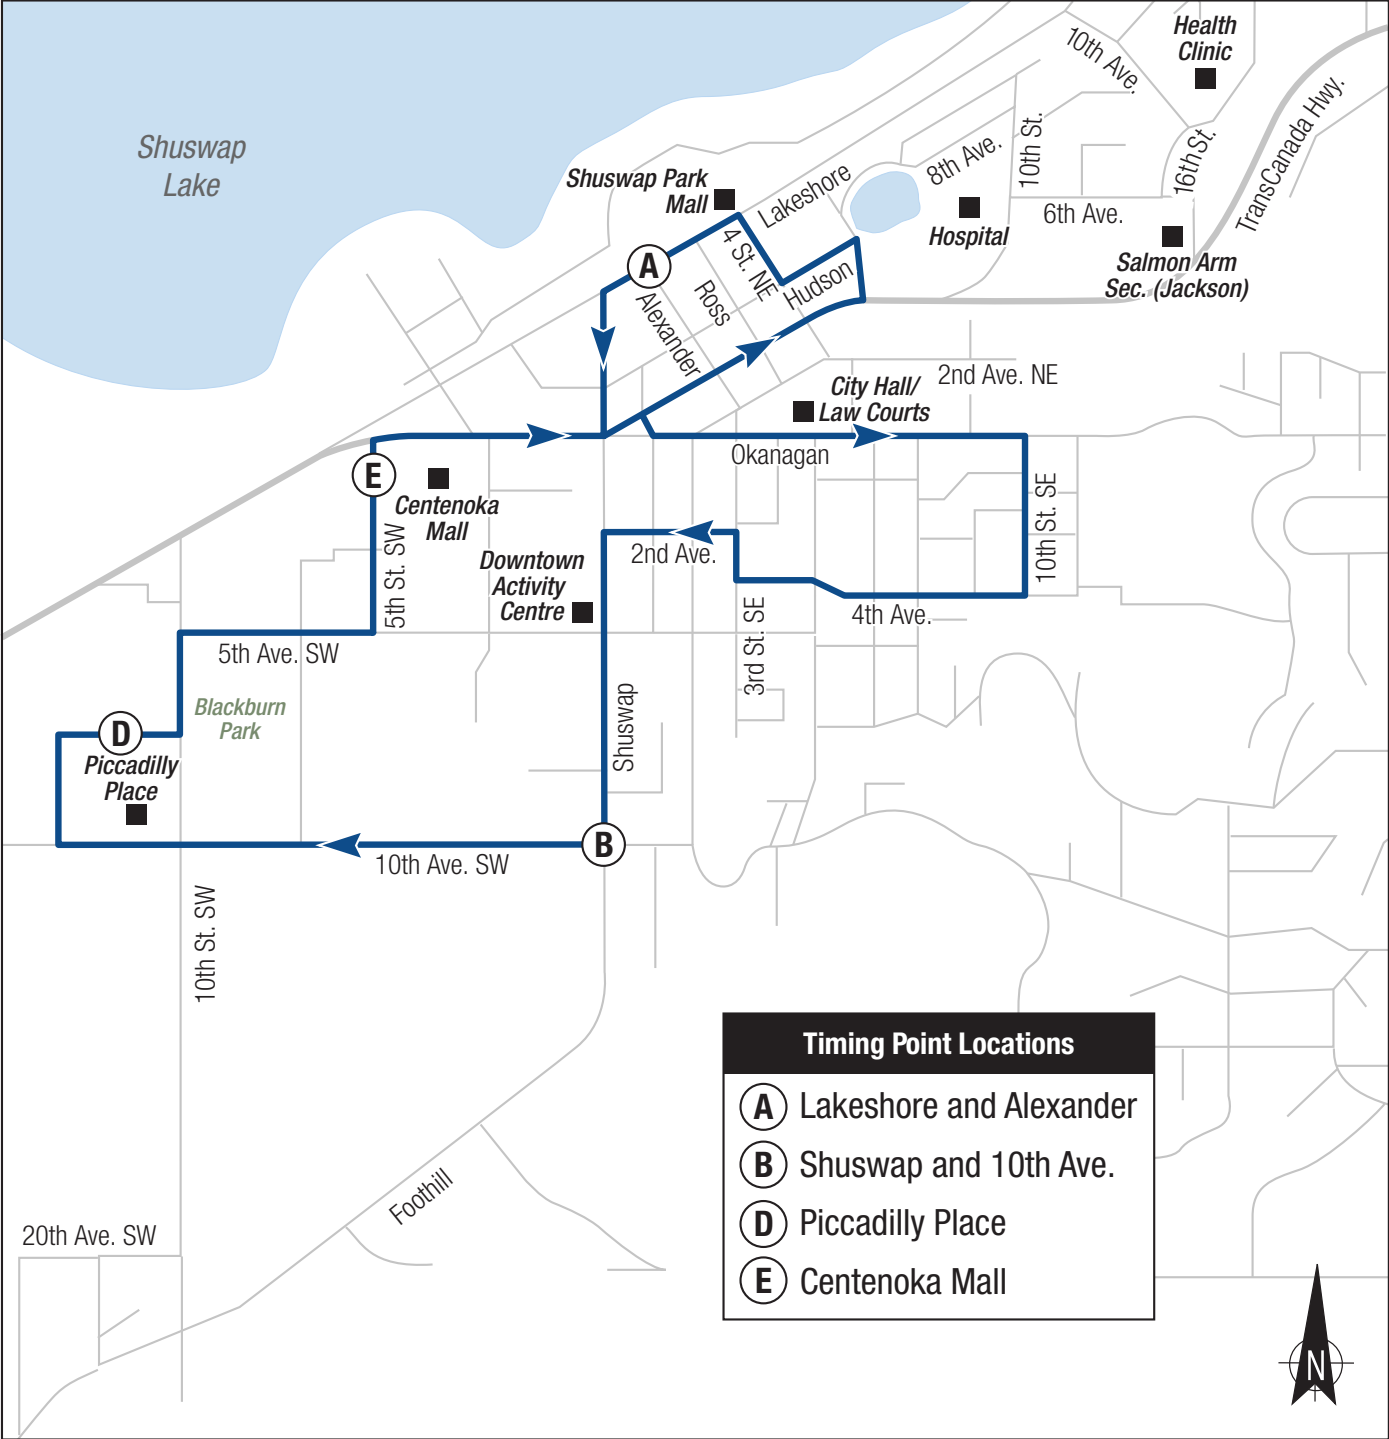 Health
Clinic
10th Ave.
TransCanada Hwy.
Shuswap
Lake
10th St.
16th St.
8th Ave.
Shuswap Park
Mall
Lakeshore
6th Ave.
Hospital
Salmon Arm
Sec. (Jackson)
A
4 St. NE
Hudson
Ross
Alexander
2nd Ave. NE
City Hall/
Law Courts
Okanagan
E
Centenoka
Mall
10th St. SE
5th St. SW
2nd Ave.
Downtown
Activity
Centre
4th Ave.
3rd St. SE
5th Ave. SW
Blackburn
Park
Shuswap
D
Piccadilly
Place
B
10th Ave. SW
10th St. SW
Timing Point Locations
A Lakeshore and Alexander
B Shuswap and 10th Ave.
D Piccadilly Place
E Centenoka Mall
Foothill
20th Ave. SW
N